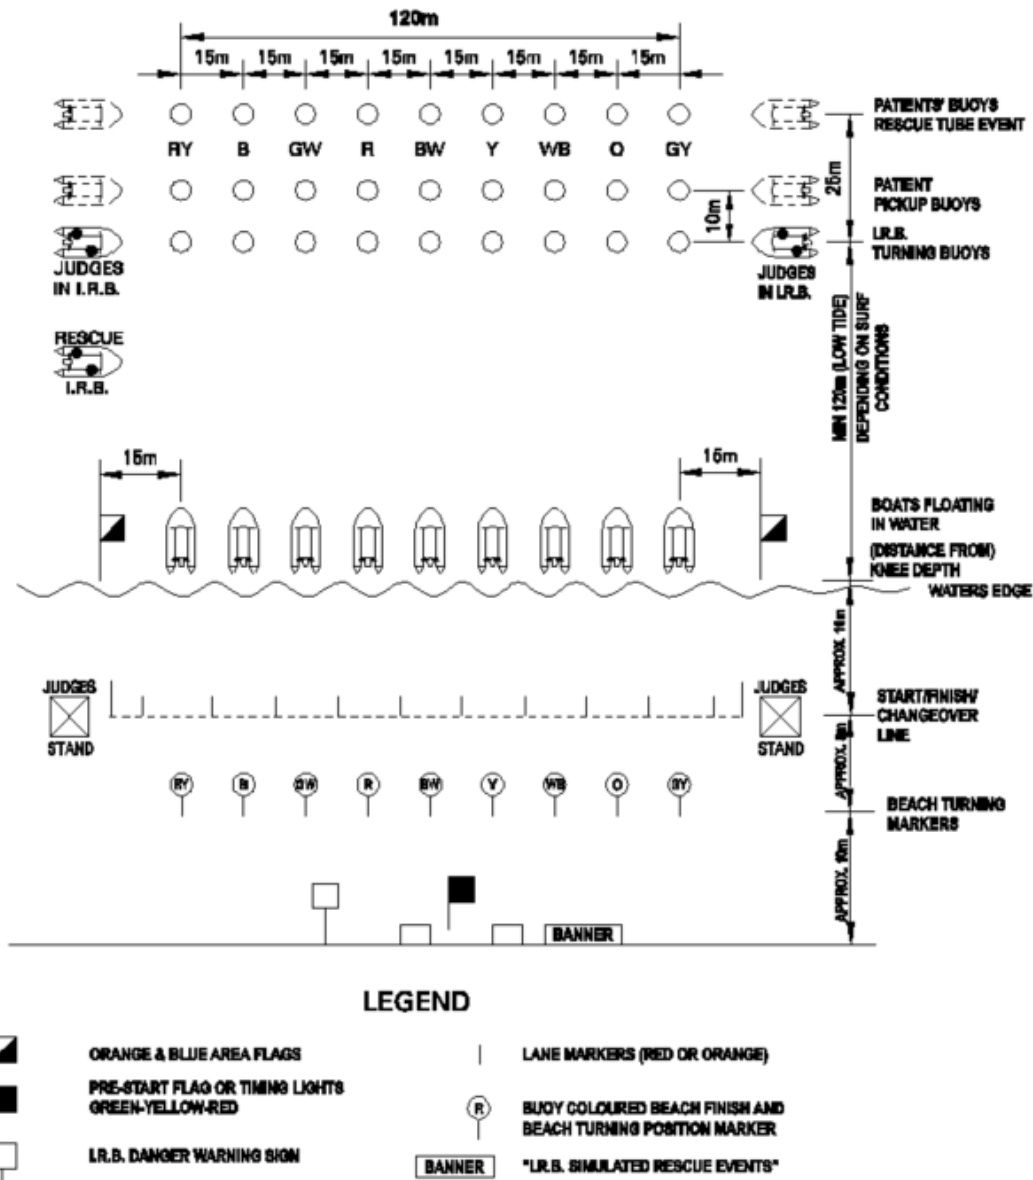 120m
15m 15m 15m 15m 15m 15m 15m 15m
PATIENTS' BUOYS
RESCUE TUBE EVENT
RY B GW R BW Y WB O GY
25m
PATIENT
PICKUP BUOYS
10m
I.R.B.
TURNING BUOYS
JUDGES
IN I.R.B.
JUDGES
IN I.R.B.
RESCUE
I.R.B.
MIN 120m (LOW TIDE)
DEPENDING ON SURF
CONDITIONS
15m
15m
BOATS FLOATING
IN WATER
(DISTANCE FROM)
KNEE DEPTH
WATERS EDGE
JUDGES
STAND
JUDGES
STAND
START/FINISH/
CHANGEOVER
LINE
RY B GW R BW Y WB O GY
BEACH TURNING
MARKERS
APPROX. 10m
BANNER
LEGEND
ORANGE & BLUE AREA FLAGS
PRE-START FLAG OR TIMING LIGHTS
GREEN-YELLOW-RED
I.R.B. DANGER WARNING SIGN
LANE MARKERS (RED OR ORANGE)
R
BUOY COLOURED BEACH FINISH AND
BEACH TURNING POSITION MARKER
BANNER
"I.R.B. SIMULATED RESCUE EVENTS"